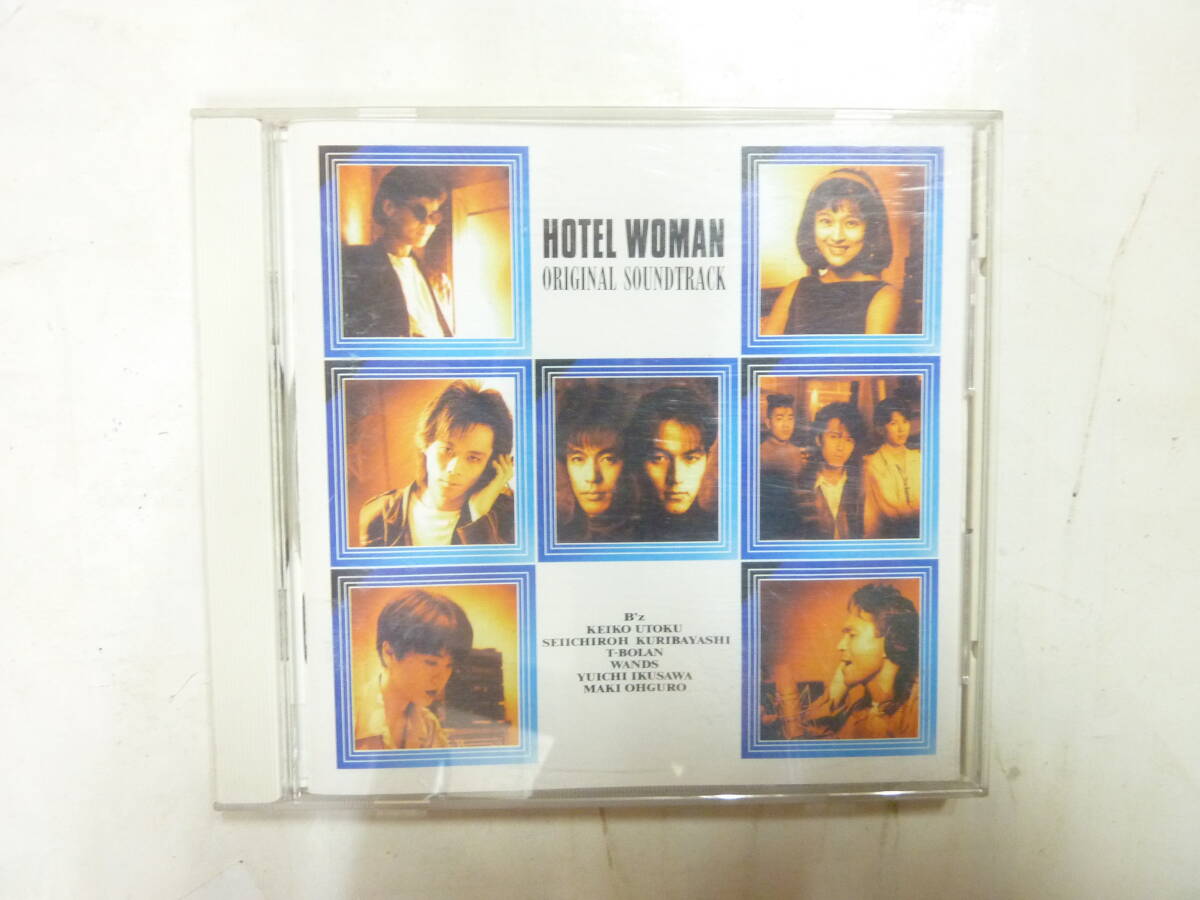 HOTEL WOMAN
ORIGINAL SOUNDTRACK
B'z
KEIKO UTOKU
SEIICHIROH KURIBAYASHI
T-BOLAN
WANDS
YUICHI IKUSAWA
MAKI OHGURO